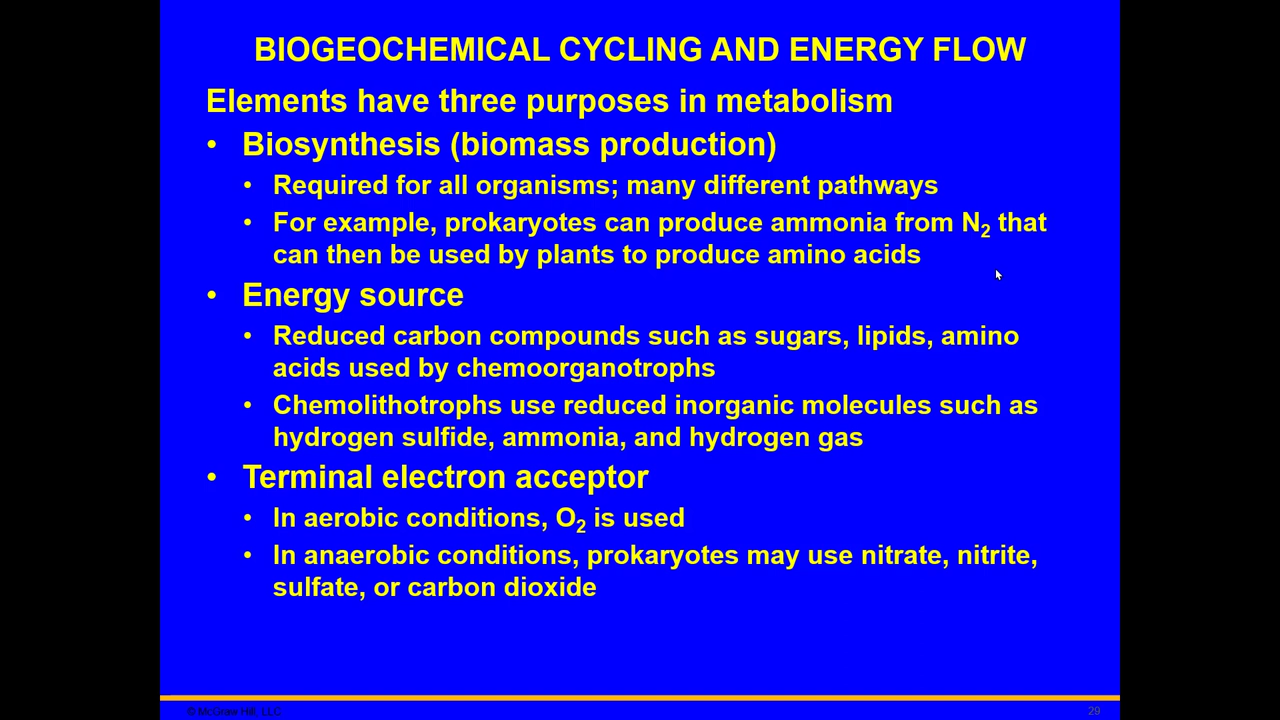 BIOGEOCHEMICAL CYCLING AND ENERGY FLOW
Elements have three purposes in metabolism
• Biosynthesis (biomass production)
• Required for all organisms; many different pathways
• For example, prokaryotes can produce ammonia from N₂ that
can then be used by plants to produce amino acids
• Energy source
• Reduced carbon compounds such as sugars, lipids, amino
acids used by chemoorganotrophs
• Chemolithotrophs use reduced inorganic molecules such as
hydrogen sulfide, ammonia, and hydrogen gas
• Terminal electron acceptor
• In aerobic conditions, O₂ is used
• In anaerobic conditions, prokaryotes may use nitrate, nitrite,
sulfate, or carbon dioxide
© McGraw Hill, LLC
29